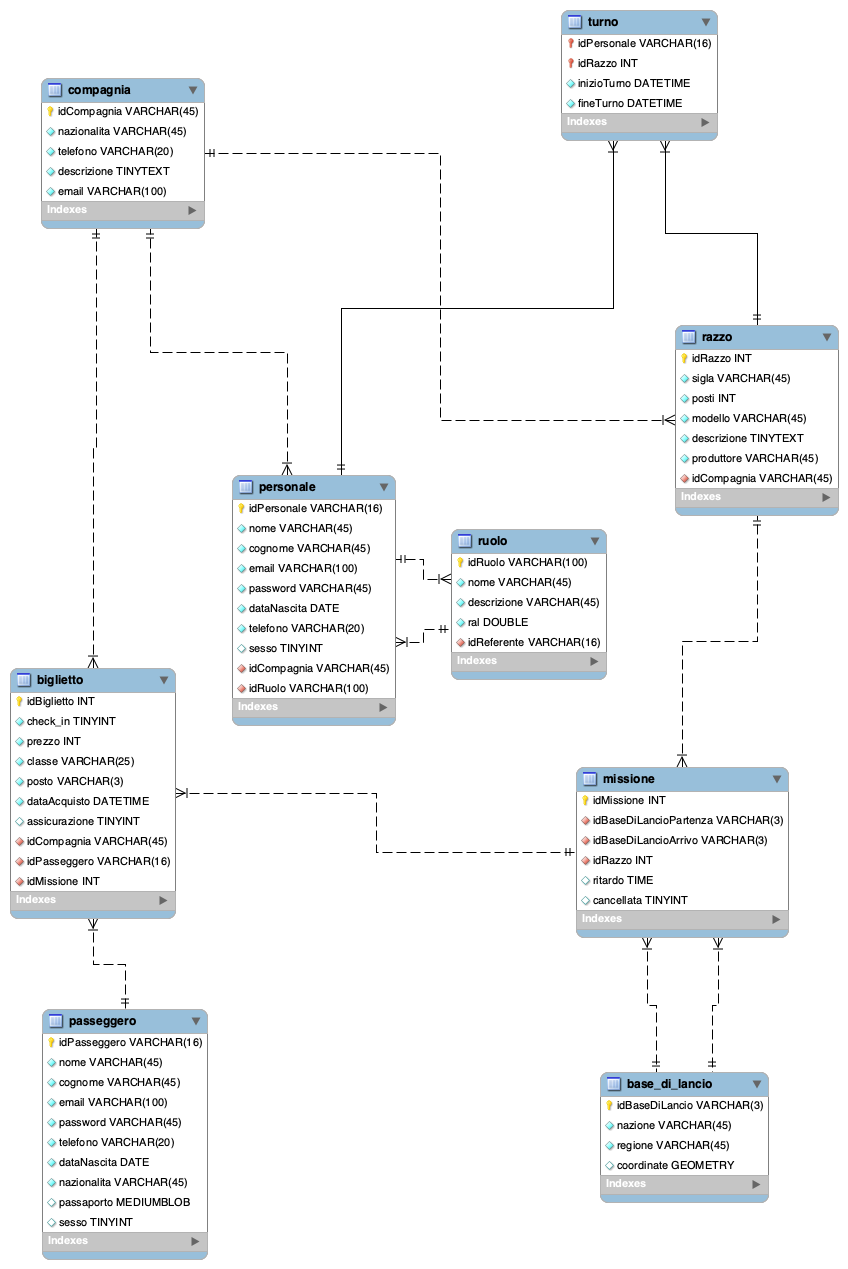 turno
idPersonale VARCHAR(16)
idRazzo INT
inizioTurno DATETIME
fineTurno DATETIME
Indexes
compagnia
idCompagnia VARCHAR(45)
nazionalita VARCHAR(45)
telefono VARCHAR(20)
descrizione TINYTEXT
email VARCHAR(100)
Indexes
razzo
idRazzo INT
sigla VARCHAR(45)
posti INT
modello VARCHAR(45)
descrizione TINYTEXT
produttore VARCHAR(45)
idCompagnia VARCHAR(45)
Indexes
personale
idPersonale VARCHAR(16)
nome VARCHAR(45)
cognome VARCHAR(45)
email VARCHAR(100)
password VARCHAR(45)
dataNascita DATE
telefono VARCHAR(20)
sesso TINYINT
idCompagnia VARCHAR(45)
idRuolo VARCHAR(100)
Indexes
ruolo
idRuolo VARCHAR(100)
nome VARCHAR(45)
descrizione VARCHAR(45)
ral DOUBLE
idReferente VARCHAR(16)
Indexes
biglietto
idBiglietto INT
check_in TINYINT
prezzo INT
classe VARCHAR(25)
posto VARCHAR(3)
dataAcquisto DATETIME
assicurazione TINYINT
idCompagnia VARCHAR(45)
idPasseggero VARCHAR(16)
idMissione INT
Indexes
missione
idMissione INT
idBaseDiLancioPartenza VARCHAR(3)
idBaseDiLancioArrivo VARCHAR(3)
idRazzo INT
ritardo TIME
cancellata TINYINT
Indexes
passeggero
idPasseggero VARCHAR(16)
nome VARCHAR(45)
cognome VARCHAR(45)
email VARCHAR(100)
password VARCHAR(45)
telefono VARCHAR(20)
dataNascita DATE
nazionalita VARCHAR(45)
passaporto MEDIUMBLOB
sesso TINYINT
Indexes
base_di_lancio
idBaseDiLancio VARCHAR(3)
nazione VARCHAR(45)
regione VARCHAR(45)
coordinate GEOMETRY
Indexes